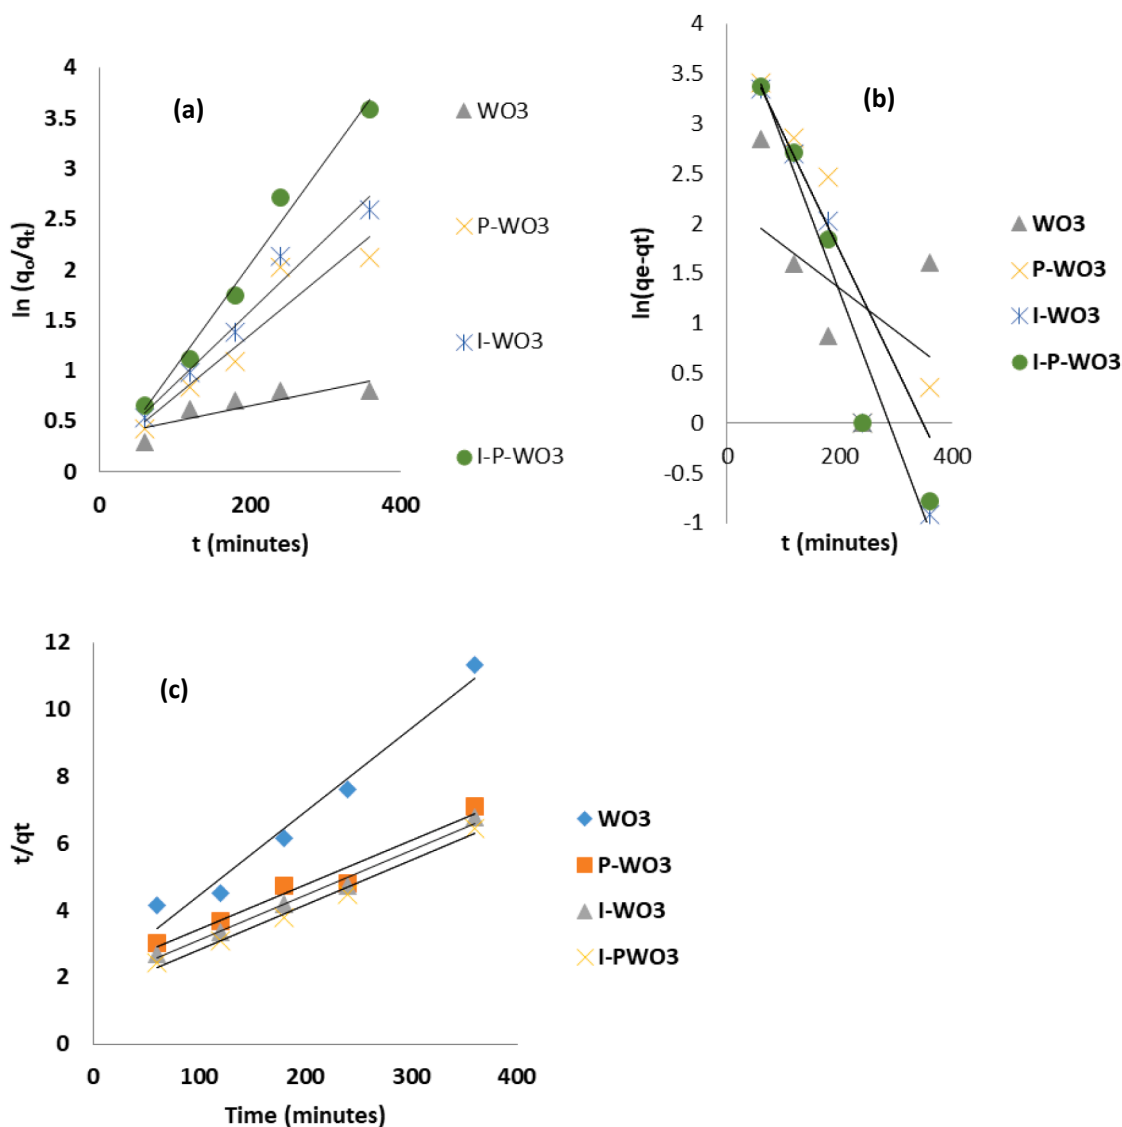 (a)
ln (qₒ/qₜ)
4
3.5
3
2.5
2
1.5
1
0.5
0
0 200 400
t (minutes)
WO3
P-WO3
I-WO3
I-P-WO3
(b)
ln(qe-qt)
4
3.5
3
2.5
2
1.5
1
0.5
0
-0.5
-1
0 200 400
t (minutes)
WO3
P-WO3
I-WO3
I-P-WO3
(c)
t/qt
12
10
8
6
4
2
0
0 100 200 300 400
Time (minutes)
WO3
P-WO3
I-WO3
I-PWO3